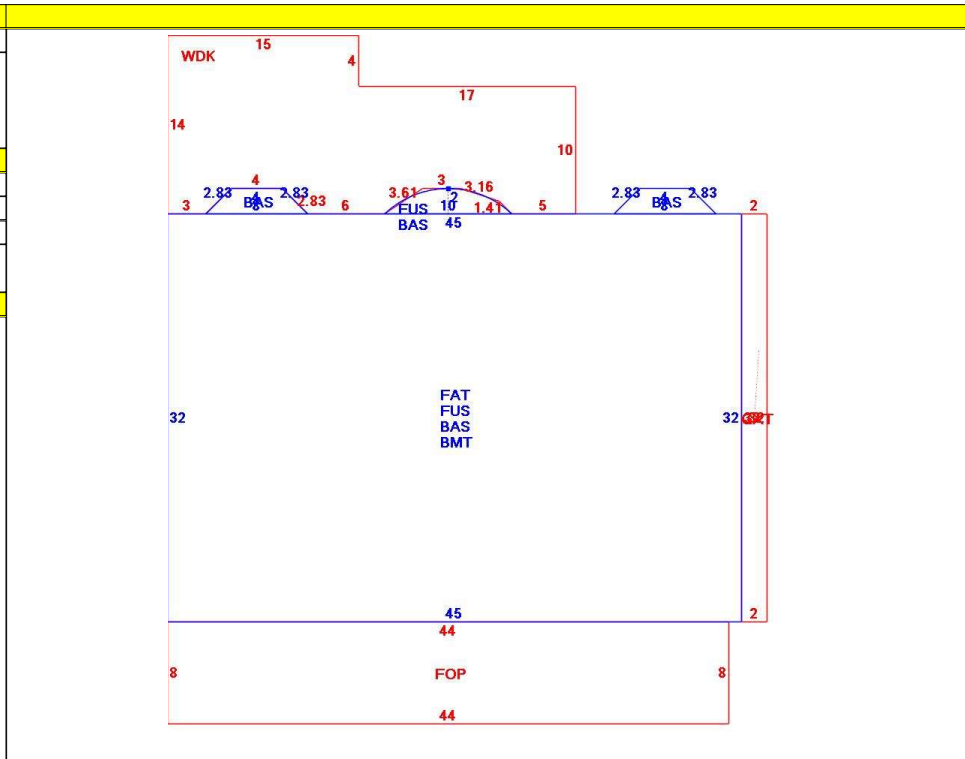 15
WDK
4
17
14
10
4 3
2.83 2.83 3.61 3.16 2.83 2.83
BAS 2.83 2 BAS
3 8 6 FUS 10 1.41 5 8 2
BAS 45
FAT
FUS
32 BAS 32
BMT
45 2
44
8 FOP 8
44